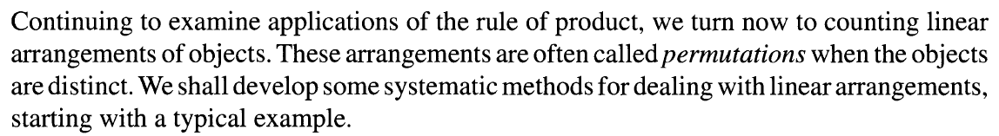 Continuing to examine applications of the rule of product, we turn now to counting linear
arrangements of objects. These arrangements are often called permutations when the objects
are distinct. We shall develop some systematic methods for dealing with linear arrangements,
starting with a typical example.